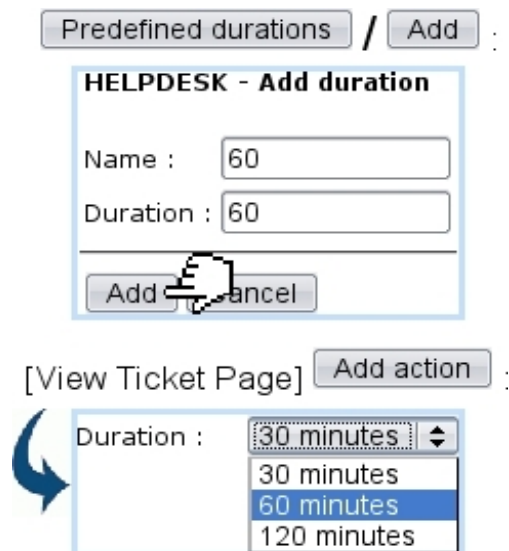 Predefined durations / Add :
HELPDESK - Add duration
Name : 60
Duration : 60
Add Cancel
[View Ticket Page] Add action :
Duration : 30 minutes
30 minutes
60 minutes
120 minutes